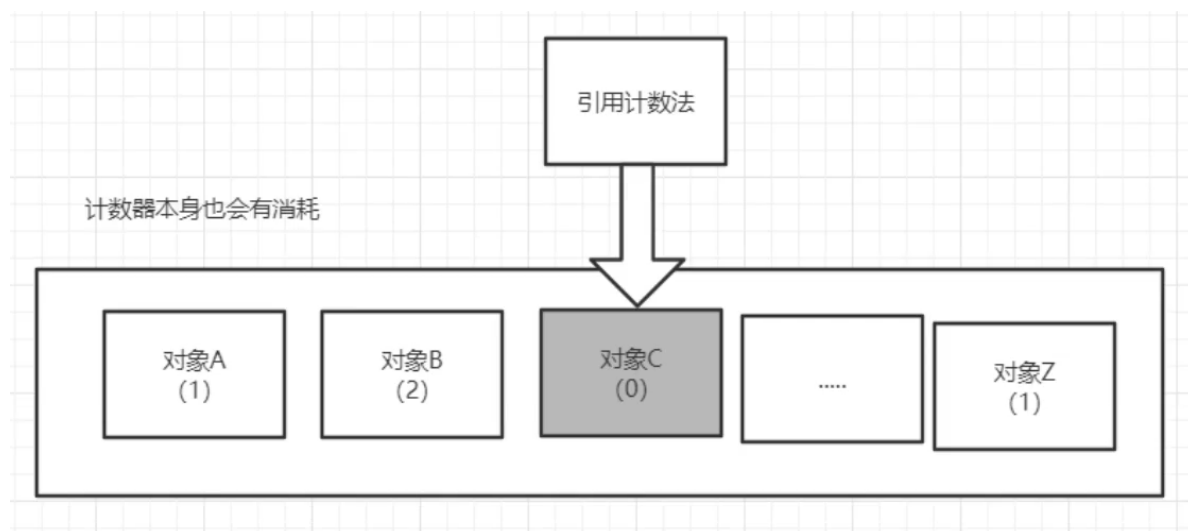 引用计数法
计数器本身也会有消耗
对象A
(1)
对象B
(2)
对象C
(0)
.....
对象Z
(1)